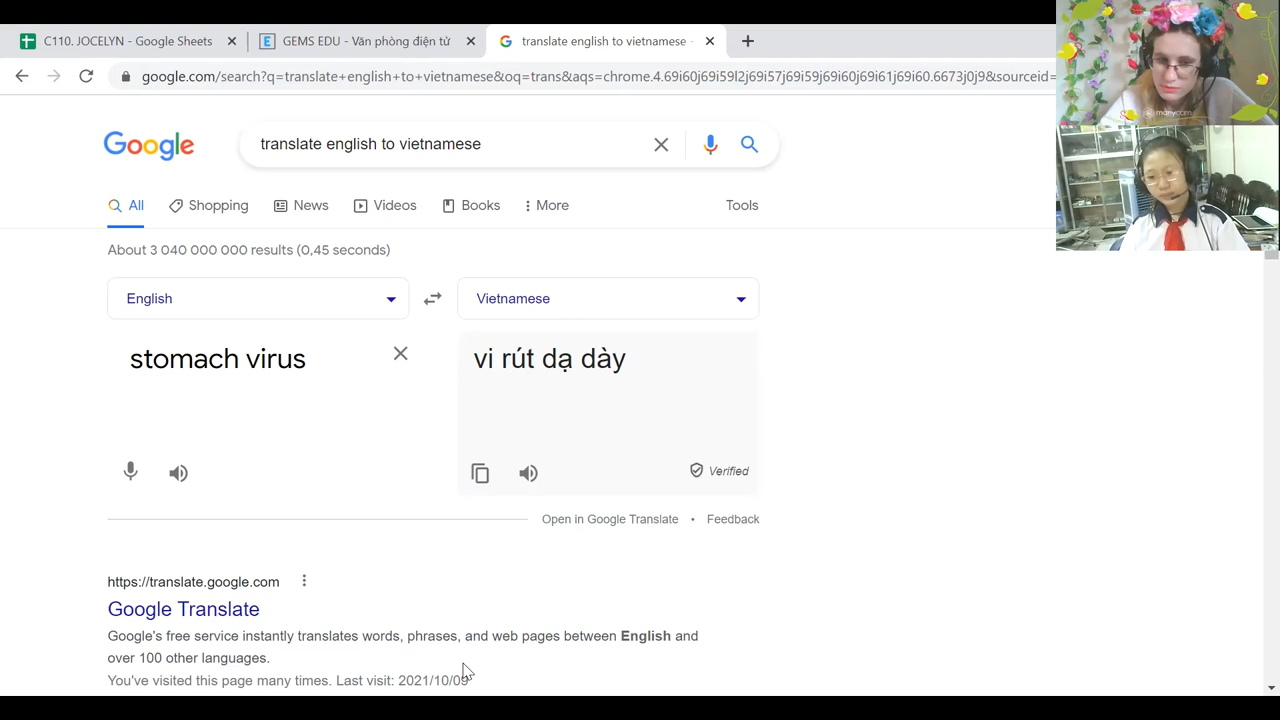 C110. JOCELYN - Google Sheets
GEMS EDU - Văn phòng điện tử
translate english to vietnamese -
google.com/search?q=translate+english+to+vietnamese&oq=trans&aqs=chrome.4.69i60j69i59l2j69i57j69i59j69i60j69i61j69i60.6673j0j9&sourceid=
manycam
Google
translate english to vietnamese
All
Shopping
News
Videos
Books
More
Tools
About 3 040 000 000 results (0,45 seconds)
English
Vietnamese
stomach virus
vi rút dạ dày
Verified
Open in Google Translate • Feedback
https://translate.google.com
Google Translate
Google's free service instantly translates words, phrases, and web pages between English and
over 100 other languages.
You've visited this page many times. Last visit: 2021/10/09